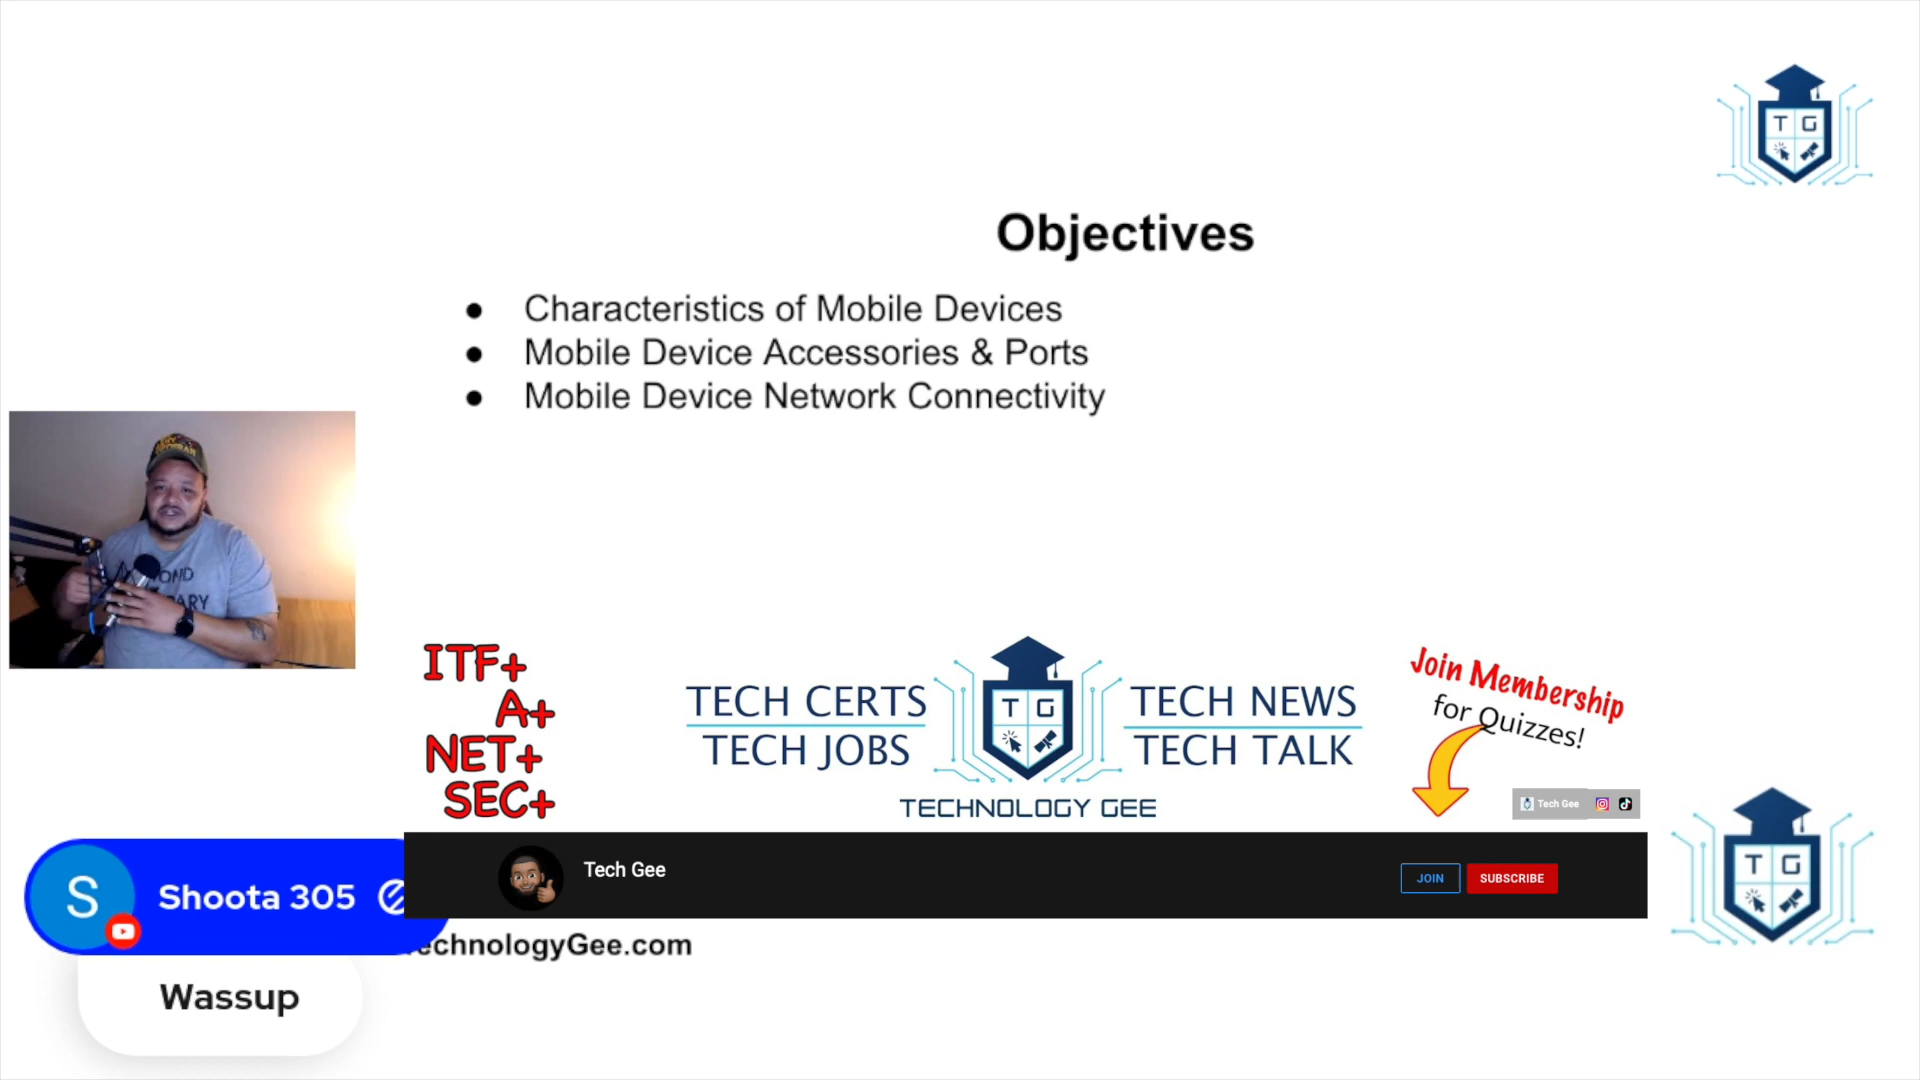 T G
Objectives
● Characteristics of Mobile Devices
● Mobile Device Accessories & Ports
● Mobile Device Network Connectivity
ITF+
A+
NET+
SEC+
TECH CERTS
TECH JOBS
T G
TECH NEWS
TECH TALK
TECHNOLOGY GEE
Join Membership
for Quizzes!
Tech Gee
Tech Gee
JOIN
SUBSCRIBE
T G
S
Shoota 305
echnologyGee.com
Wassup